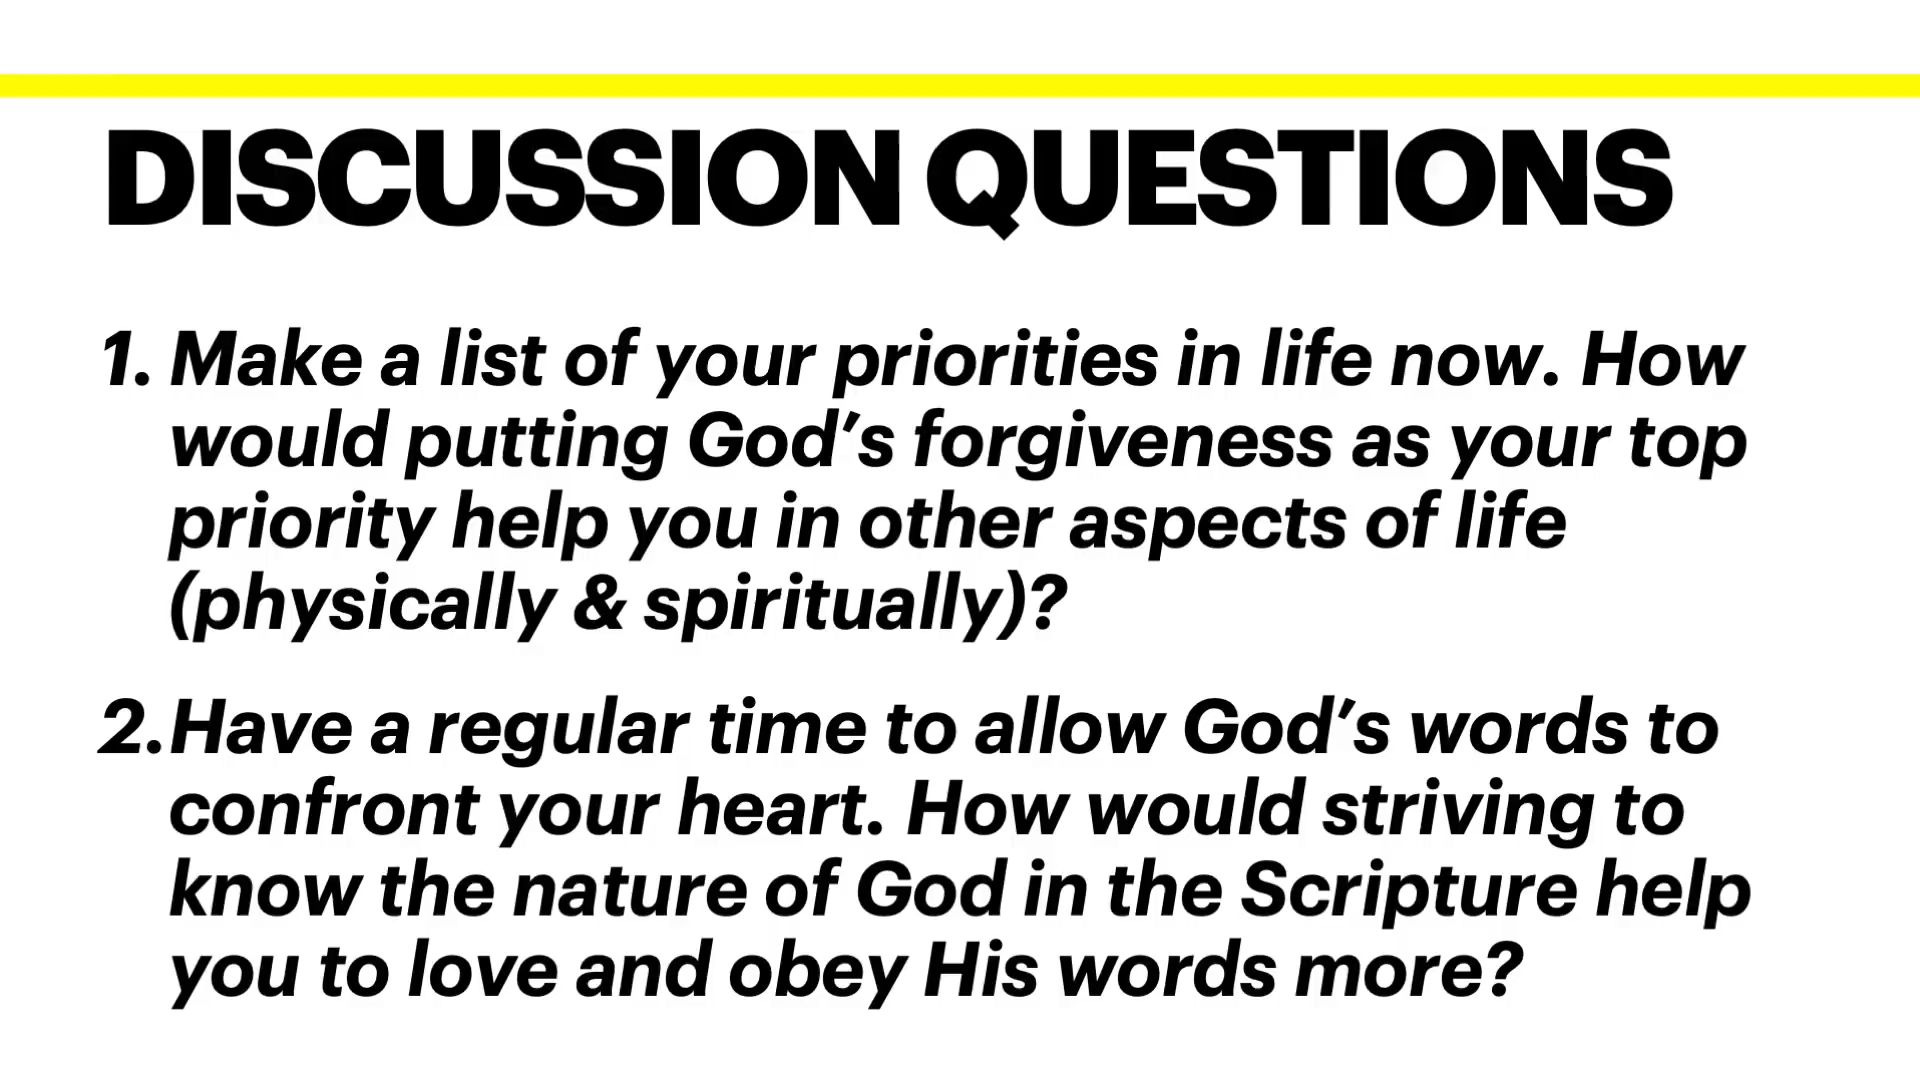 DISCUSSION QUESTIONS
1. Make a list of your priorities in life now. How
would putting God’s forgiveness as your top
priority help you in other aspects of life
(physically & spiritually)?
2. Have a regular time to allow God’s words to
confront your heart. How would striving to
know the nature of God in the Scripture help
you to love and obey His words more?